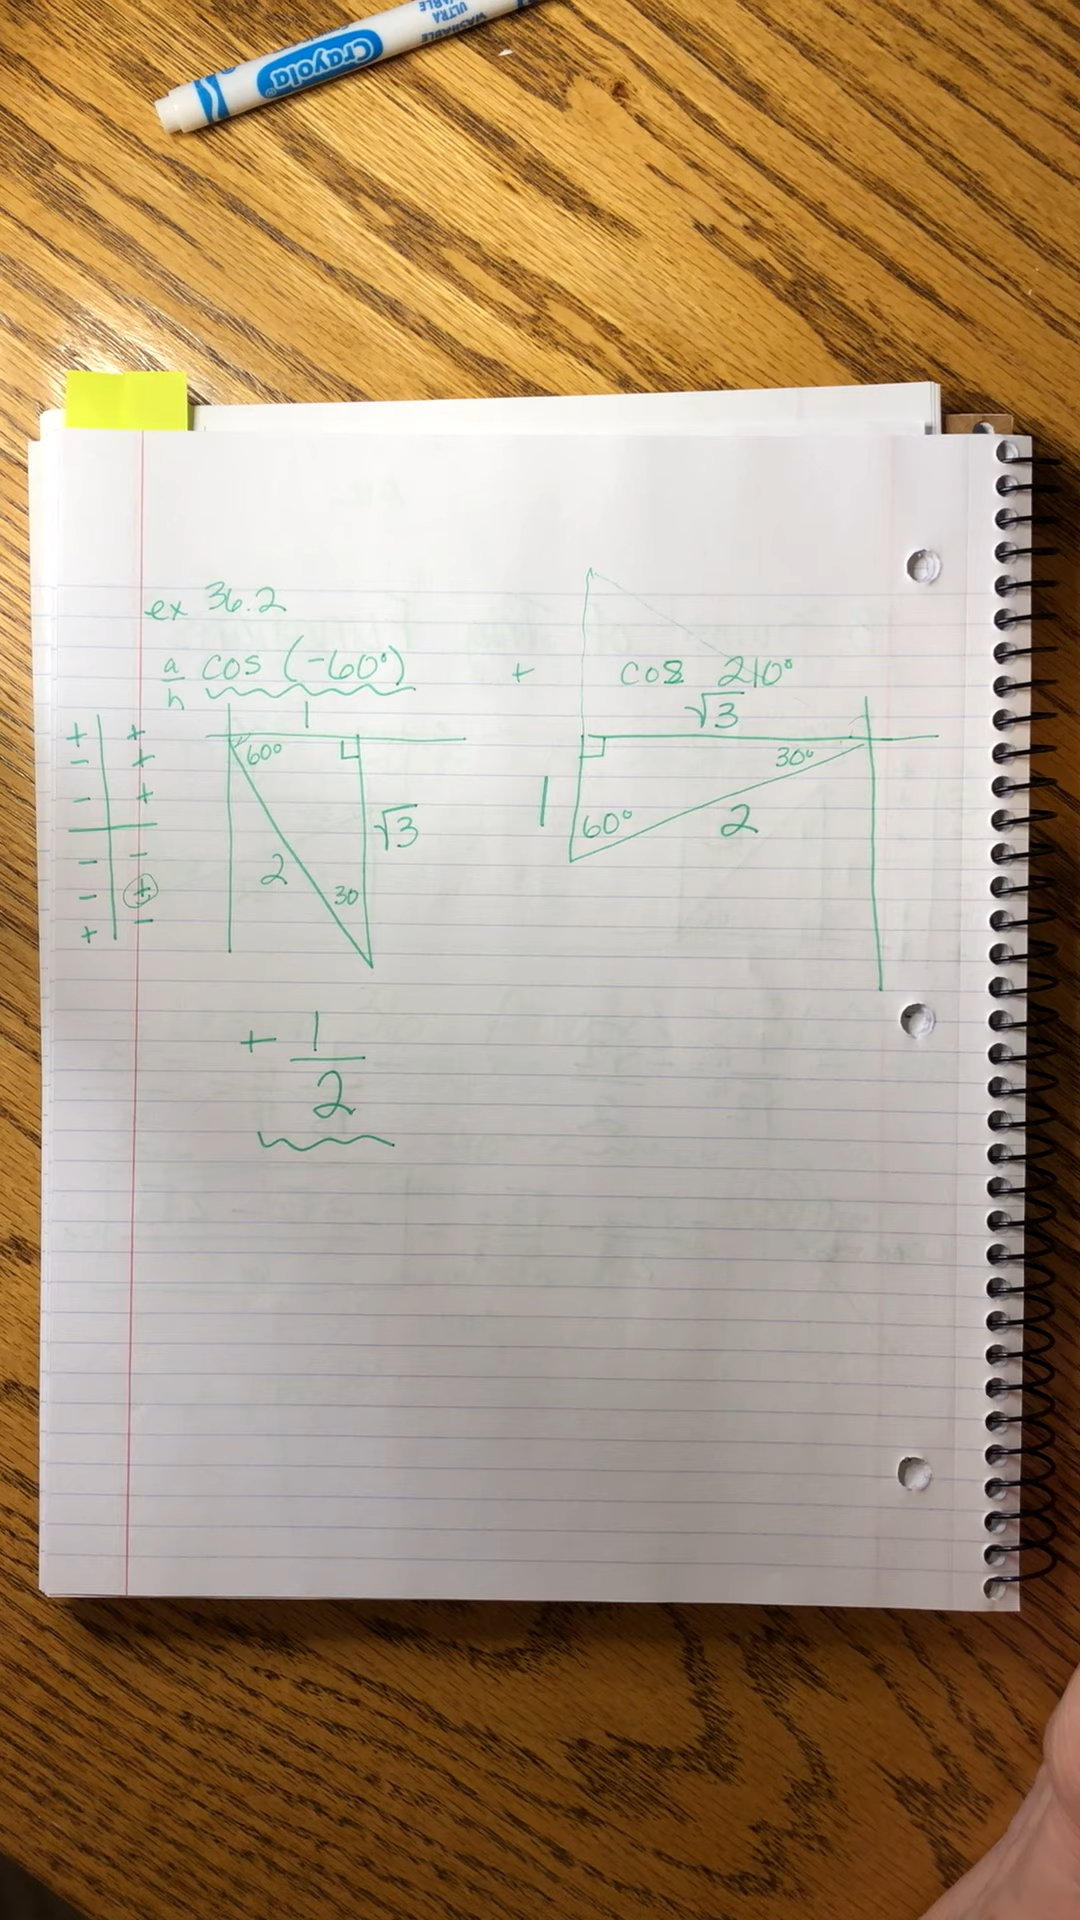 Crayola
ULTRA
WASHABLE
ex 36.2
a/h cos (-60°) + cos 210°
1
√3
+ | +
- | +
- | +
- | -
- | +
+ | -
60°
√3
2
30
30°
1
60°
2
+ 1/2